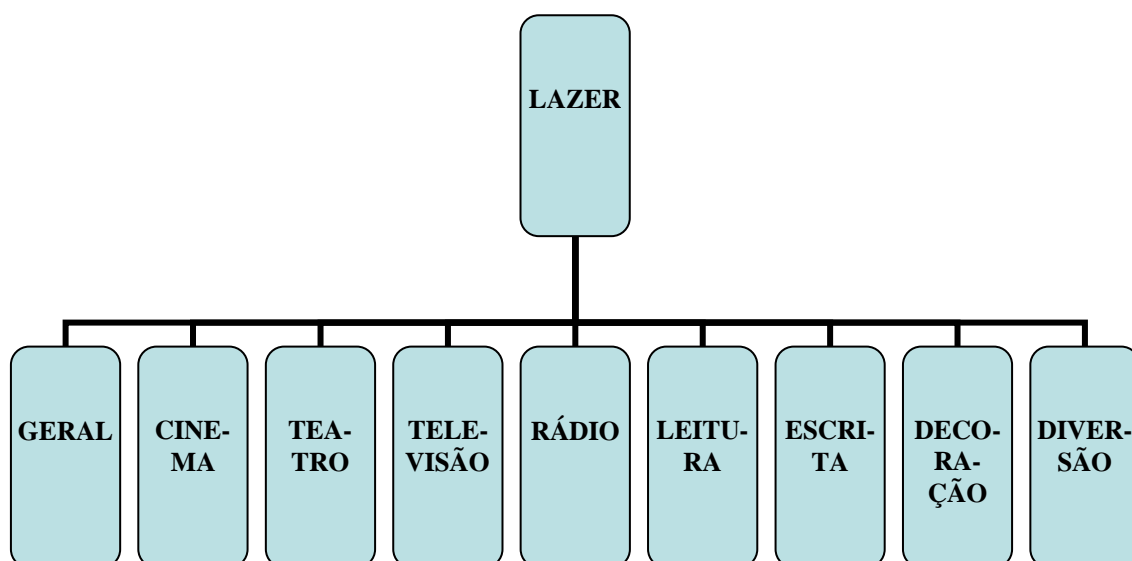 LAZER
GERAL
CINE-
MA
TEA-
TRO
TELE-
VISÃO
RÁDIO
LEITU-
RA
ESCRI-
TA
DECO-
RA-
ÇÃO
DIVER-
SÃO